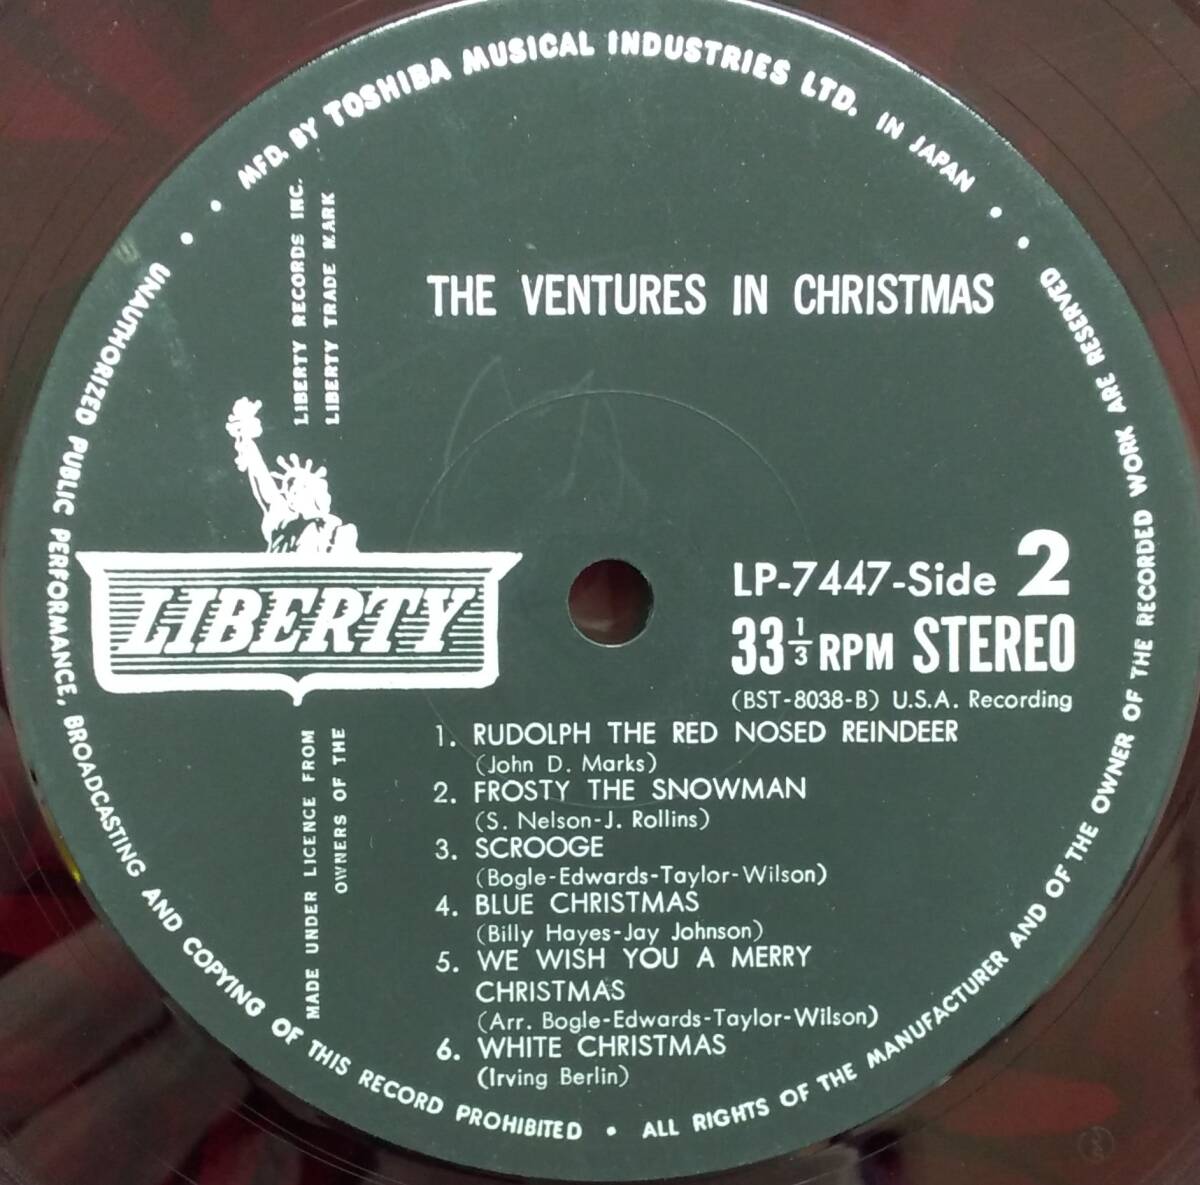 MFD. BY TOSHIBA MUSICAL INDUSTRIES LTD. IN JAPAN
LIBERTY RECORDS INC.
LIBERTY TRADE MARK
THE VENTURES IN CHRISTMAS
LIBERTY
LP-7447-Side 2
33 1/3 RPM STEREO
(BST-8038-B) U.S.A. Recording
1. RUDOLPH THE RED NOSED REINDEER
(John D. Marks)
2. FROSTY THE SNOWMAN
(S. Nelson-J. Rollins)
3. SCROOGE
(Bogle-Edwards-Taylor-Wilson)
4. BLUE CHRISTMAS
(Billy Hayes-Jay Johnson)
5. WE WISH YOU A MERRY
CHRISTMAS
(Arr. Bogle-Edwards-Taylor-Wilson)
6. WHITE CHRISTMAS
(Irving Berlin)
MADE UNDER LICENCE FROM
OWNERS OF THE
UNAUTHORIZED PUBLIC PERFORMANCE, BROADCASTING AND COPYING OF THIS RECORD PROHIBITED • ALL RIGHTS OF THE MANUFACTURER AND OF THE OWNER OF THE RECORDED WORK ARE RESERVED